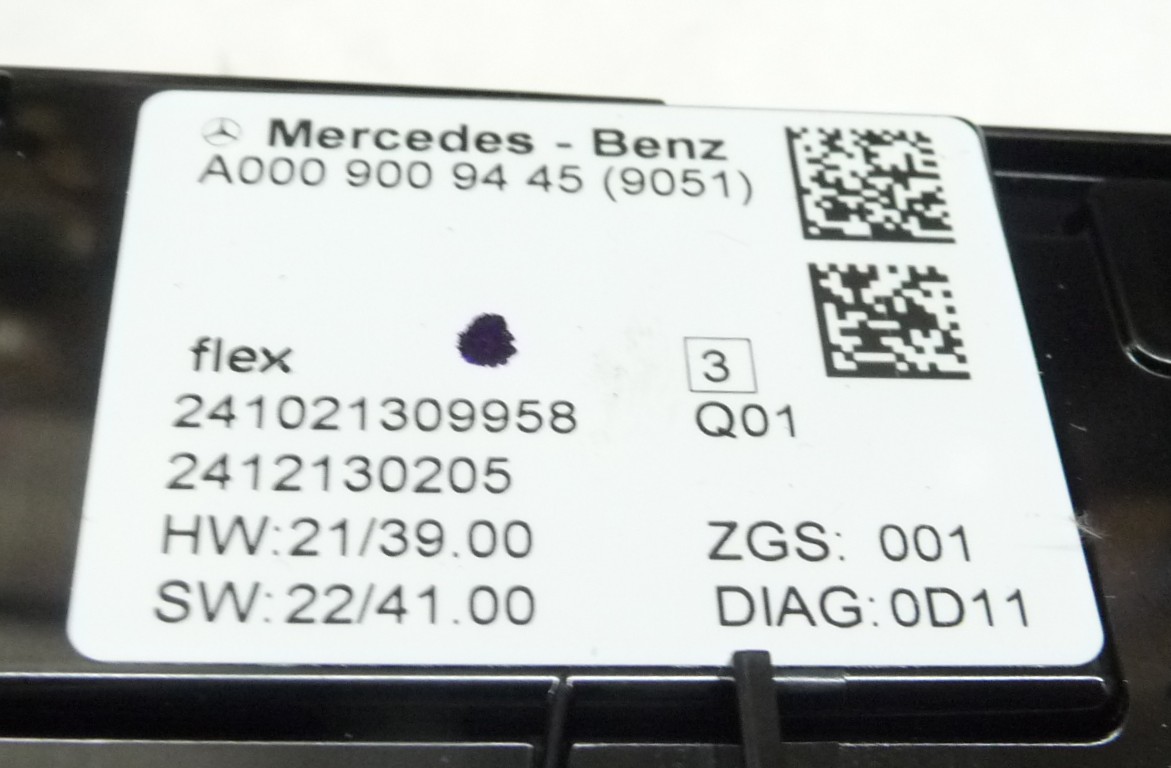 Mercedes - Benz
A000 900 94 45 (9051)
flex
3
241021309958
Q01
2412130205
HW:21/39.00
ZGS: 001
SW:22/41.00
DIAG:0D11